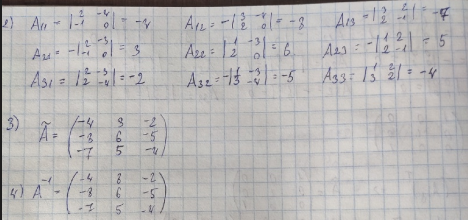 2) A₁₁ = |2 -4; -1 0| = -4 A₁₂ = -|3 -4; 2 0| = -8 A₁₃ = |3 2; 2 -1| = -7
A₂₁ = -|2 -3; -1 0| = 3 A₂₂ = |1 -3; 2 0| = 6 A₂₃ = -|1 2; 2 -1| = 5
A₃₁ = |2 -3; 2 -4| = -2 A₃₂ = -|1 -3; 3 -4| = -5 A₃₃ = |1 2; 3 2| = -4
3) Ã = (-4 3 -2; -8 6 -5; -7 5 -4)
4) A⁻¹ = (-4 3 -2; -8 6 -5; -7 5 -4)